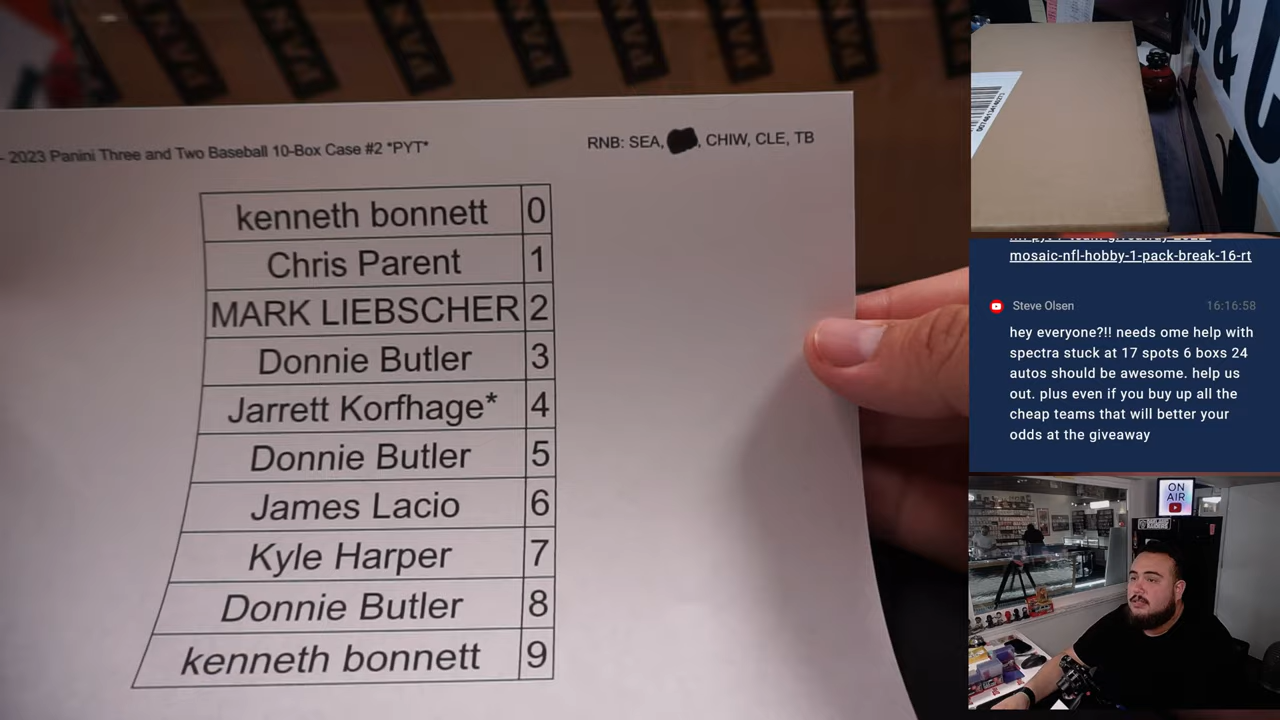 PANI
PANI
PANI
PANI
- 2023 Panini Three and Two Baseball 10-Box Case #2 *PYT*
RNB: SEA, , CHIW, CLE, TB
kenneth bonnett 0
Chris Parent 1
MARK LIEBSCHER 2
Donnie Butler 3
Jarrett Korfhage* 4
Donnie Butler 5
James Lacio 6
Kyle Harper 7
Donnie Butler 8
kenneth bonnett 9
&
mosaic-nfl-hobby-1-pack-break-16-rt
Steve Olsen 16:16:58
hey everyone?!! needs ome help with
spectra stuck at 17 spots 6 boxs 24
autos should be awesome. help us
out. plus even if you buy up all the
cheap teams that will better your
odds at the giveaway
ON
AIR